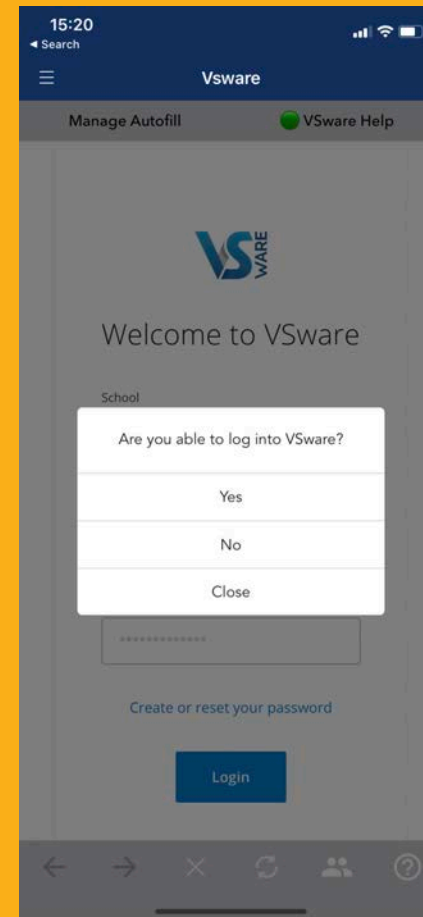 15:20
◄ Search
Vsware
Manage Autofill
VSware Help
VS WARE
Welcome to VSware
School
Are you able to log into VSware?
Yes
No
Close
*************
Create or reset your password
Login